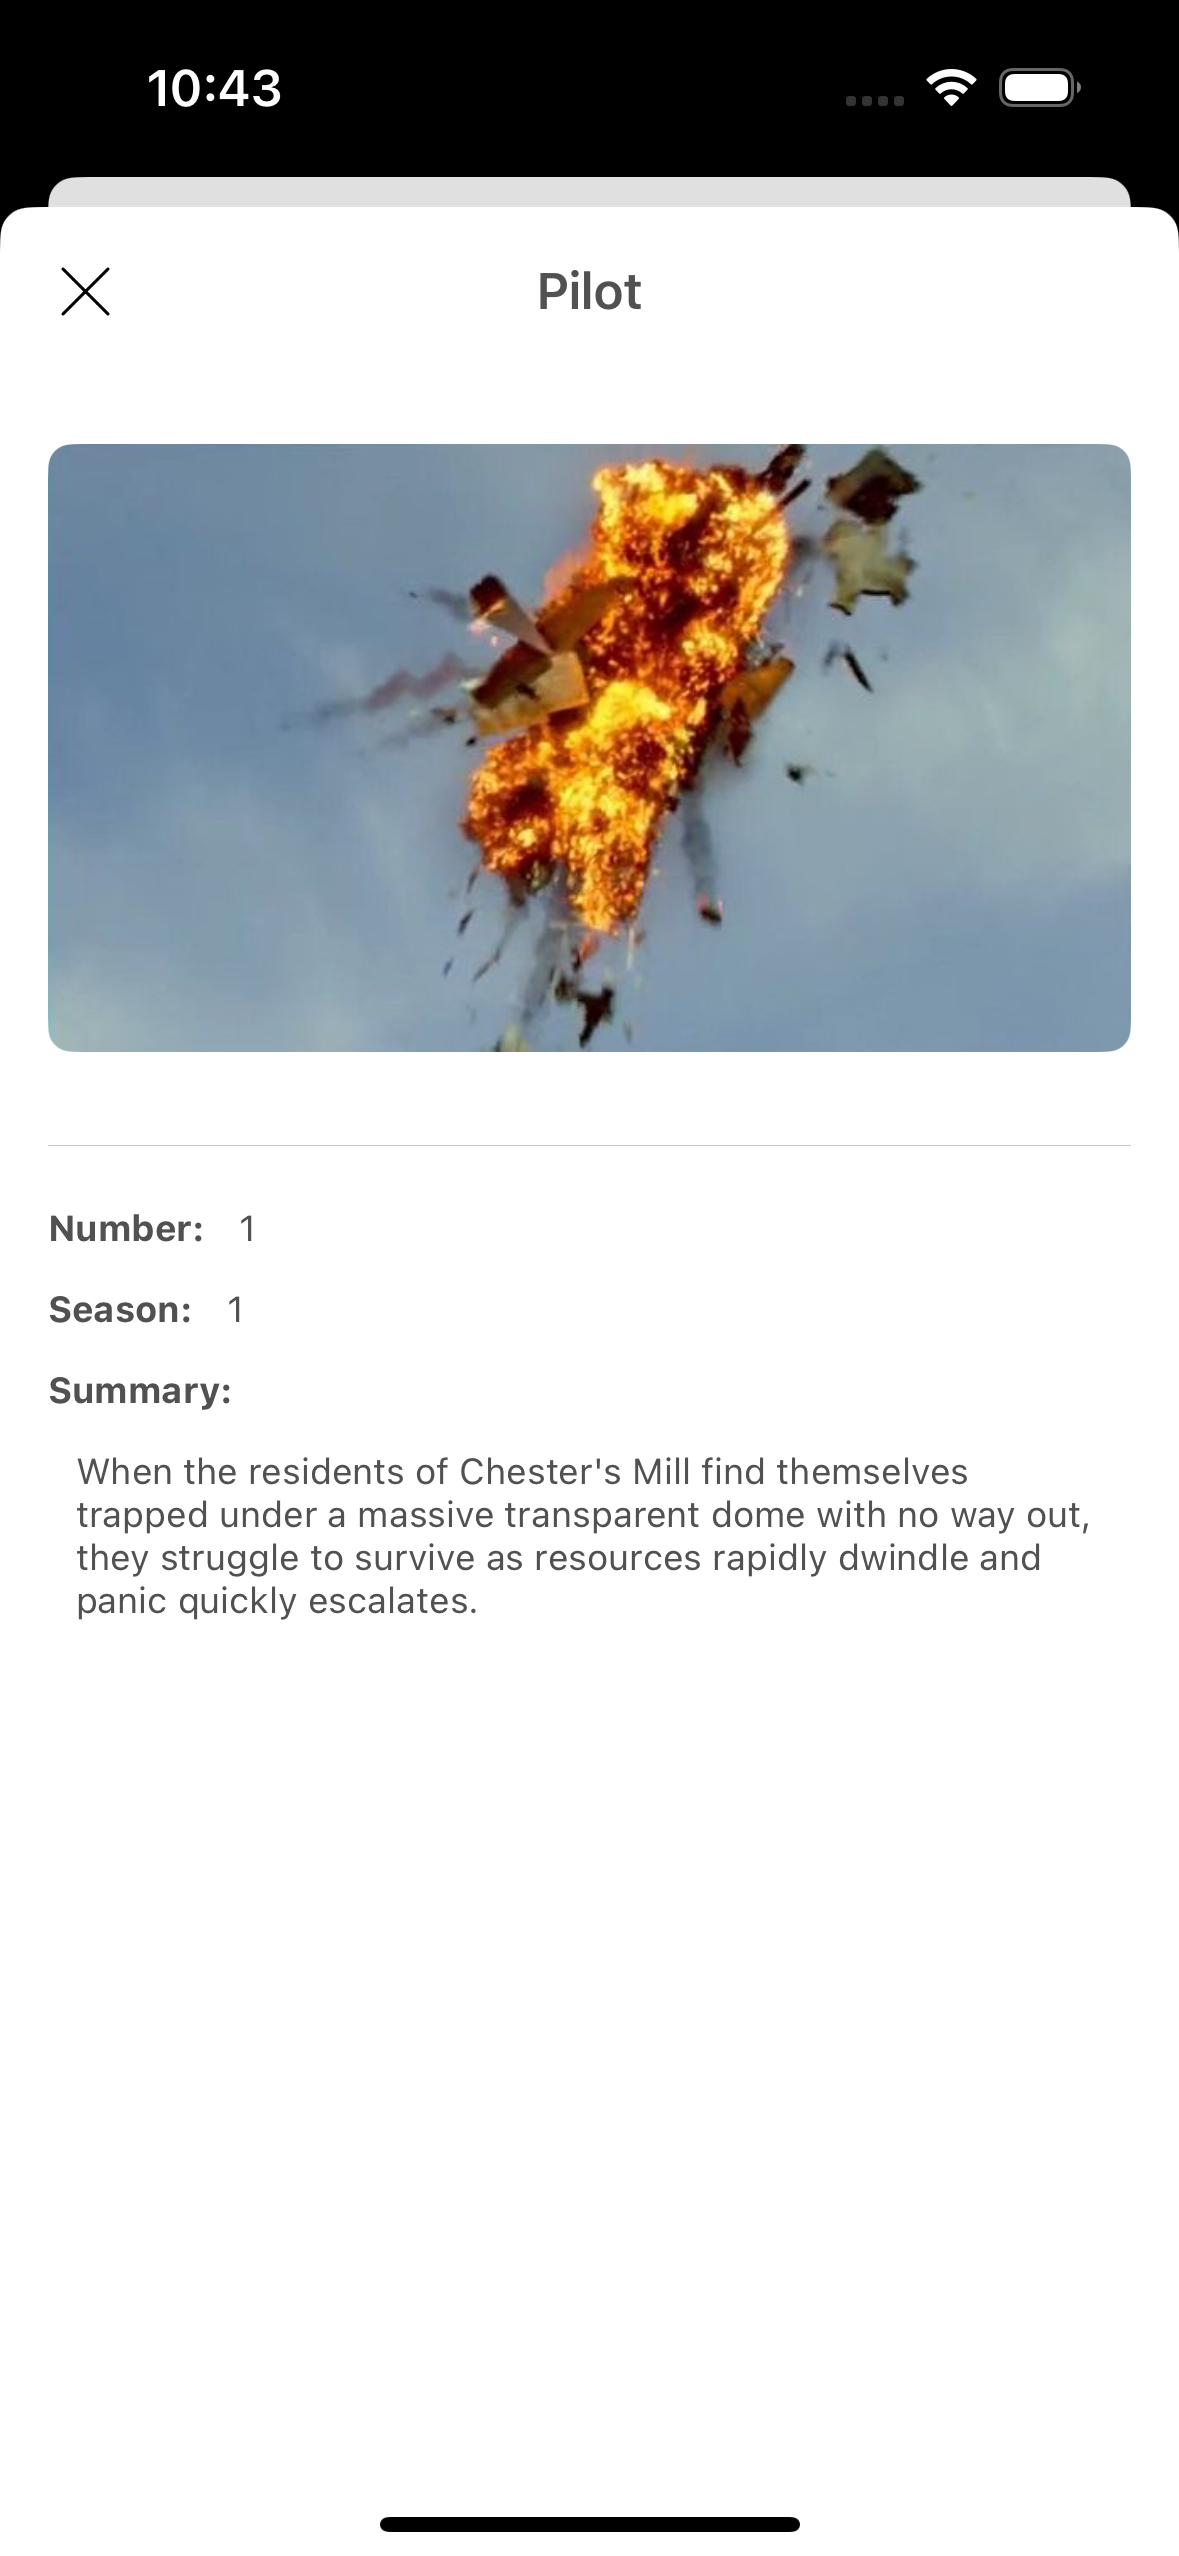 10:43
Pilot
Number: 1
Season: 1
Summary:
When the residents of Chester's Mill find themselves
trapped under a massive transparent dome with no way out,
they struggle to survive as resources rapidly dwindle and
panic quickly escalates.